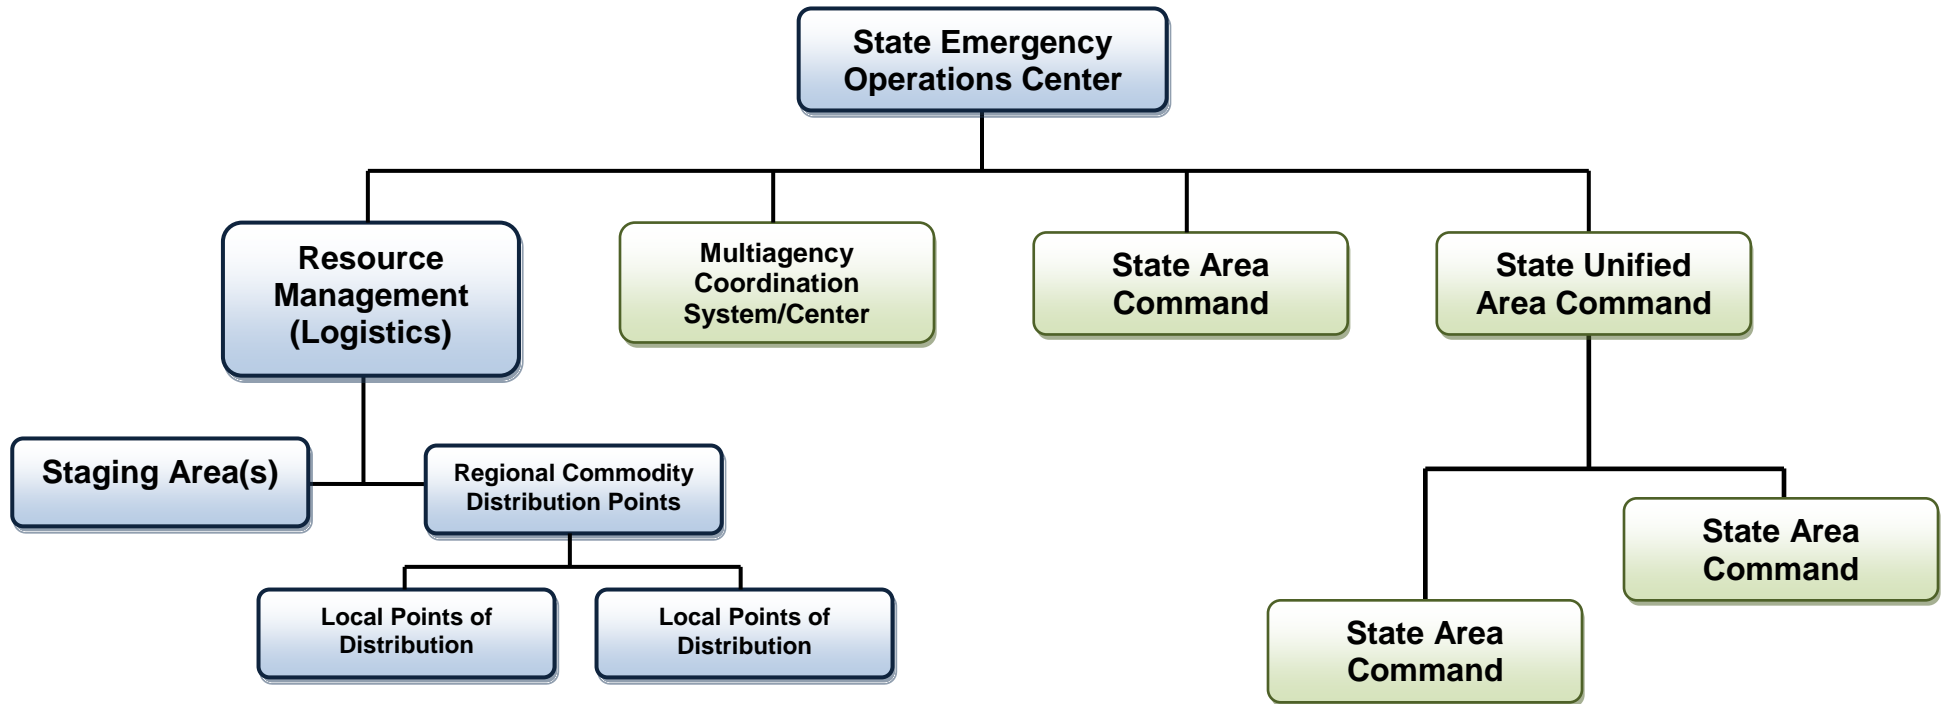 State Emergency
Operations Center
Resource
Management
(Logistics)
Multiagency
Coordination
System/Center
State Area
Command
State Unified
Area Command
Staging Area(s)
Regional Commodity
Distribution Points
State Area
Command
Local Points of
Distribution
Local Points of
Distribution
State Area
Command